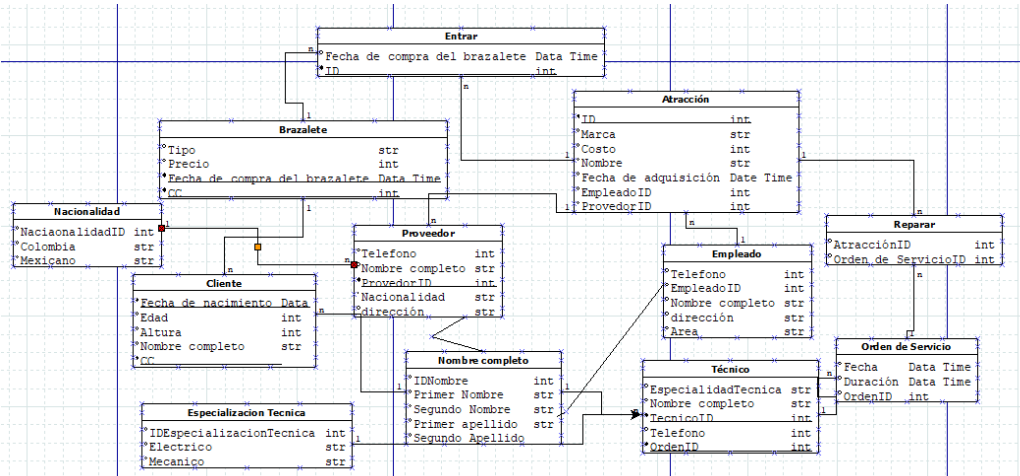 Entrar
Fecha de compra del brazalete Data Time
ID int
Brazalete
Tipo str
Precio int
Fecha de compra del brazalete Data Time
CC int
Atracción
ID int
Marca str
Costo int
Nombre str
Fecha de adquisición Date Time
EmpleadoID int
ProvedorID int
Nacionalidad
NaciaonalidadID int
Colombia str
Mexicano str
Proveedor
Telefono int
Nombre completo str
ProvedorID int
Nacionalidad str
dirección str
Reparar
AtracciónID int
Orden de ServicioID int
Empleado
Telefono int
EmpleadoID int
Nombre completo str
dirección str
Area str
Cliente
Fecha de nacimiento Data
Edad int
Altura int
Nombre completo str
CC
Orden de Servicio
Fecha Data Time
Duración Data Time
OrdenID int
Nombre completo
IDNombre int
Primer Nombre str
Segundo Nombre str
Primer apellido str
Segundo Apellido
Técnico
EspecialidadTecnica str
Nombre completo str
TecnicoID int
Telefono int
OrdenID int
Especializacion Tecnica
IDEspecializacionTecnica int
Electrico str
Mecanico str
n
1
n
1
1
n
1
n
1
n
1
n
n
1
n
1
n
1
1
1
n
1